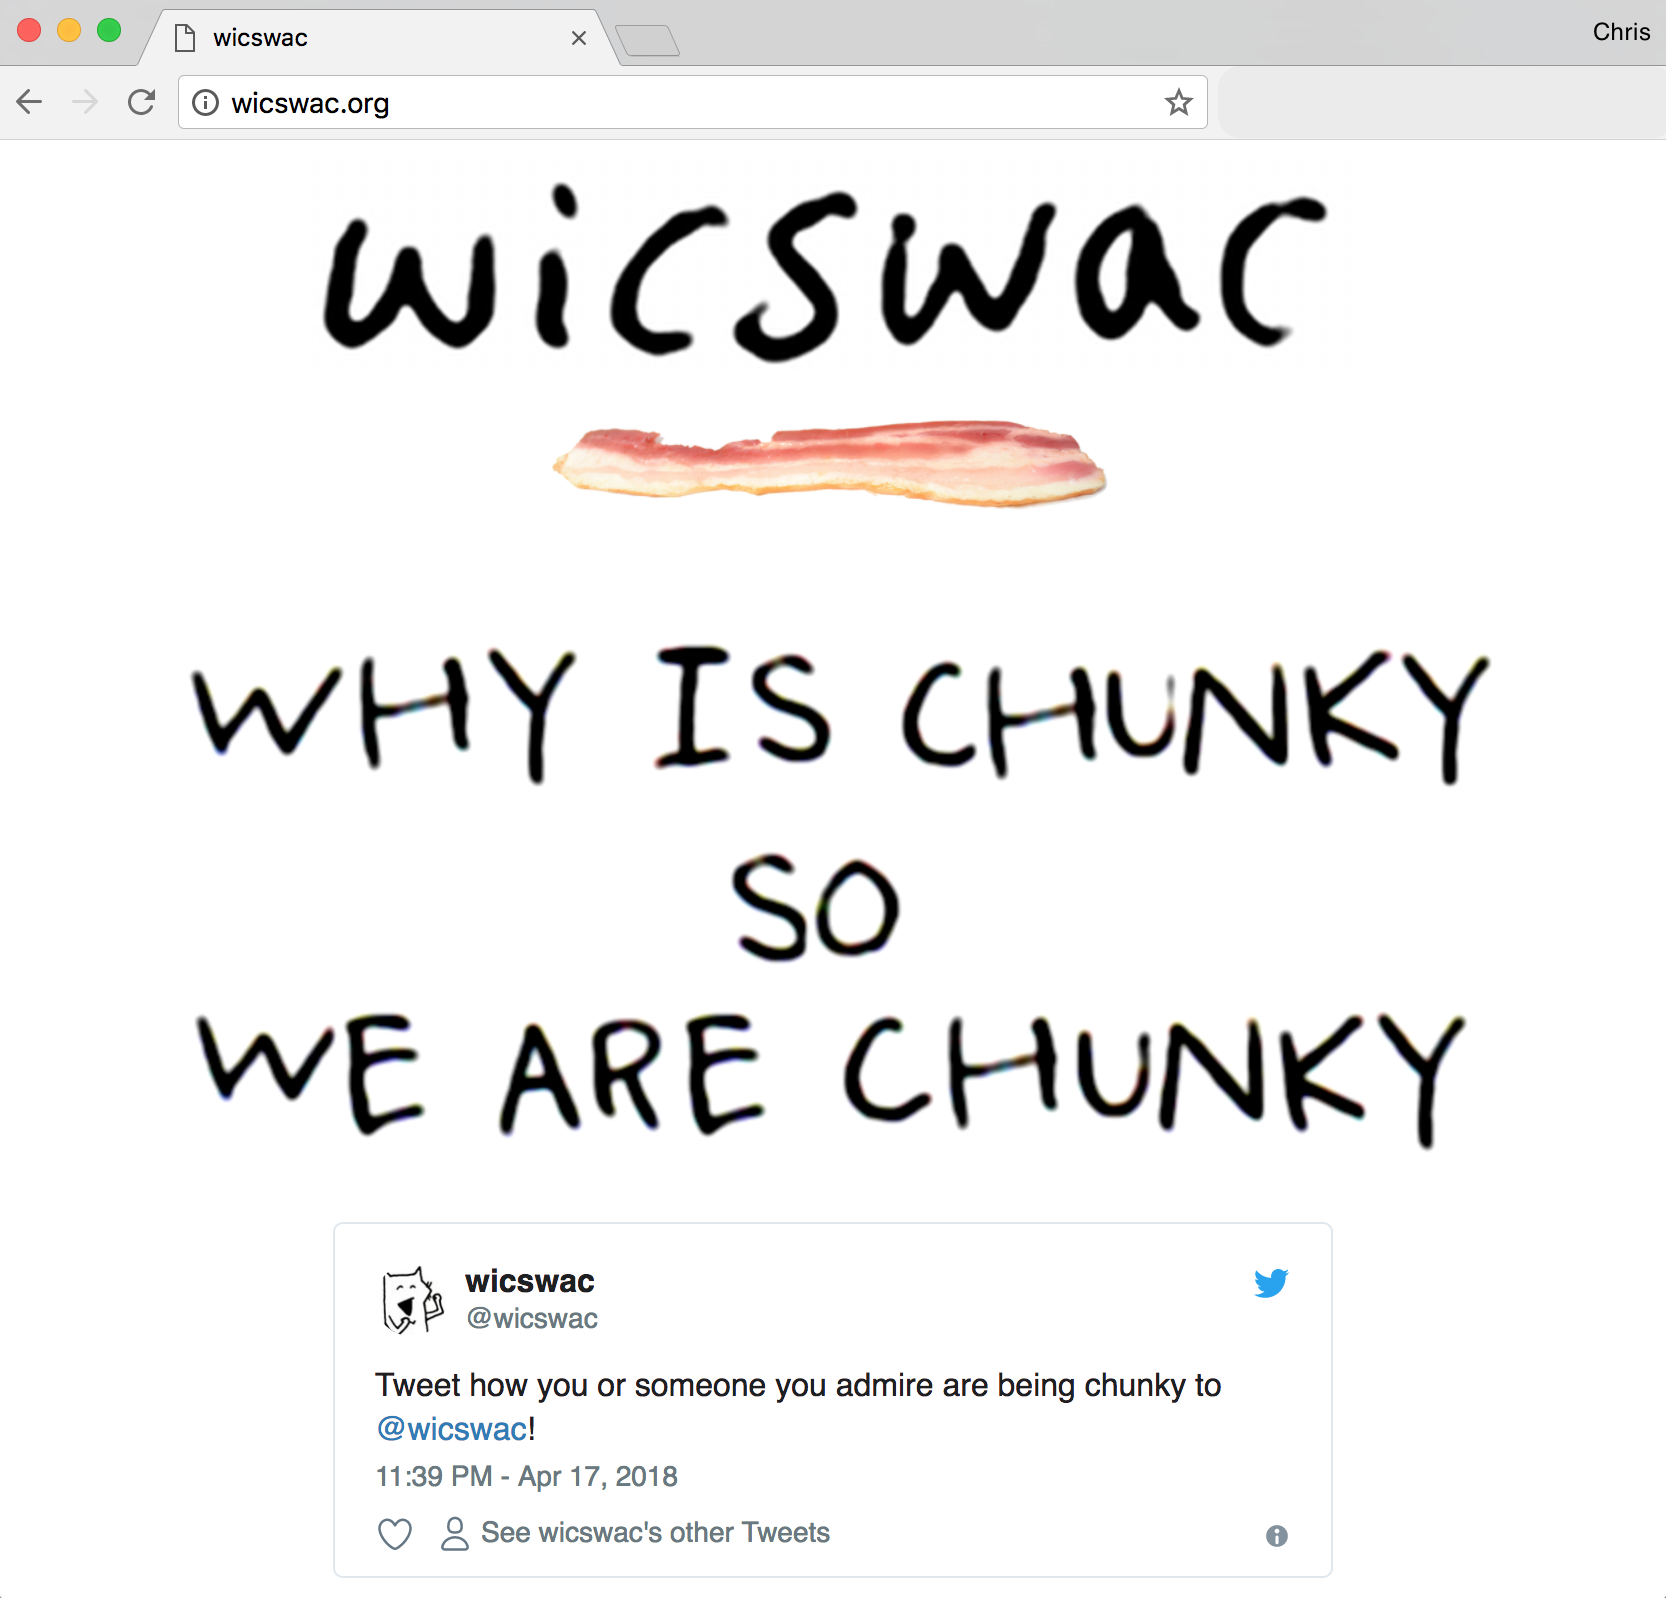 wicswac
Chris
wicswac.org
wicswac
WHY IS CHUNKY
SO
WE ARE CHUNKY
wicswac
@wicswac
Tweet how you or someone you admire are being chunky to
@wicswac!
11:39 PM - Apr 17, 2018
See wicswac's other Tweets